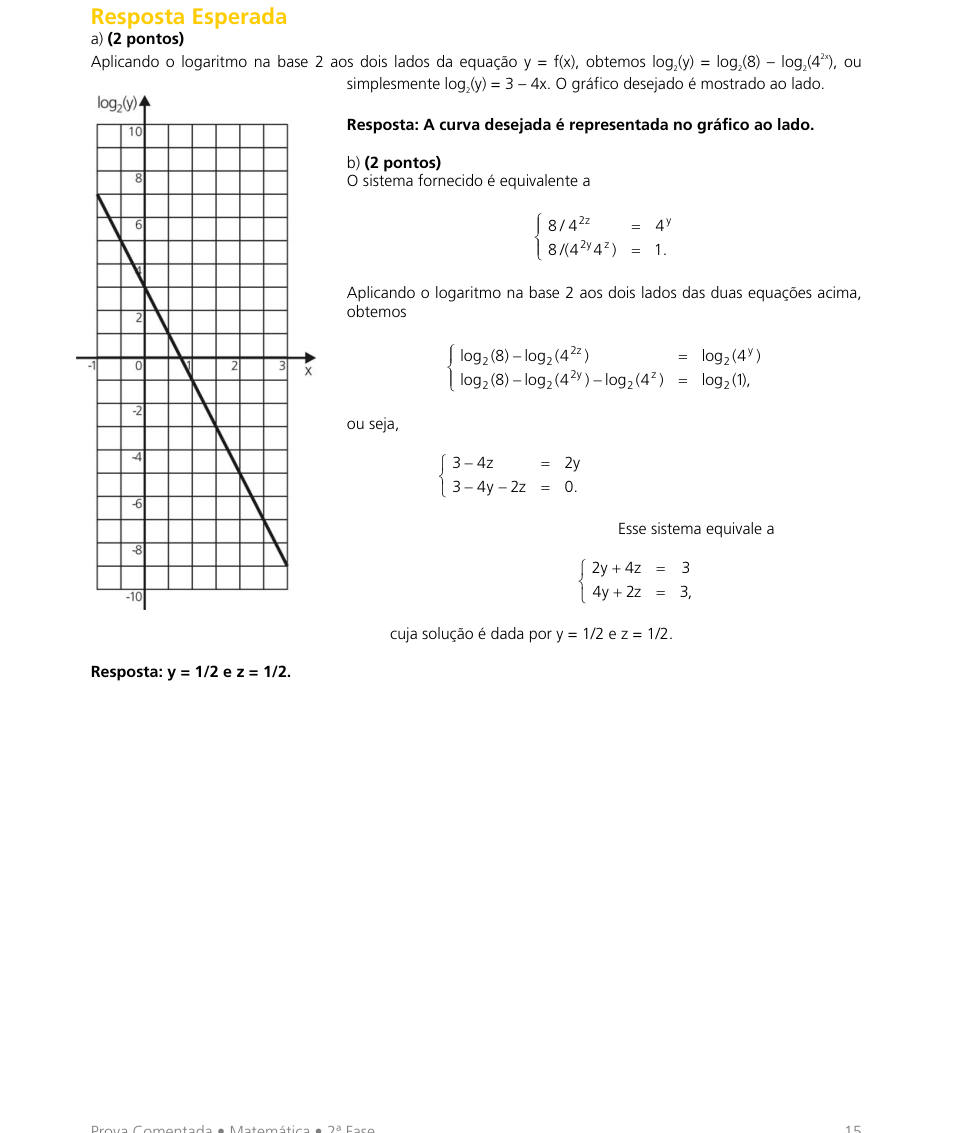 Resposta Esperada
a) (2 pontos)
Aplicando o logaritmo na base 2 aos dois lados da equação y = f(x), obtemos log₂(y) = log₂(8) – log₂(4²ˣ), ou
simplesmente log₂(y) = 3 – 4x. O gráfico desejado é mostrado ao lado.
log₂(y)
10
8
6
4
2
-1 0 1 2 3 x
-2
-4
-6
-8
-10
Resposta: A curva desejada é representada no gráfico ao lado.
b) (2 pontos)
O sistema fornecido é equivalente a
8 / 4^{2z} = 4^y
8 /(4^{2y} 4^z) = 1.
Aplicando o logaritmo na base 2 aos dois lados das duas equações acima,
obtemos
log₂(8) – log₂(4^{2z}) = log₂(4^y)
log₂(8) – log₂(4^{2y}) – log₂(4^z) = log₂(1),
ou seja,
3 – 4z = 2y
3 – 4y – 2z = 0.
Esse sistema equivale a
2y + 4z = 3
4y + 2z = 3,
cuja solução é dada por y = 1/2 e z = 1/2.
Resposta: y = 1/2 e z = 1/2.
Prova Comentada • Matemática • 2ª Fase 15